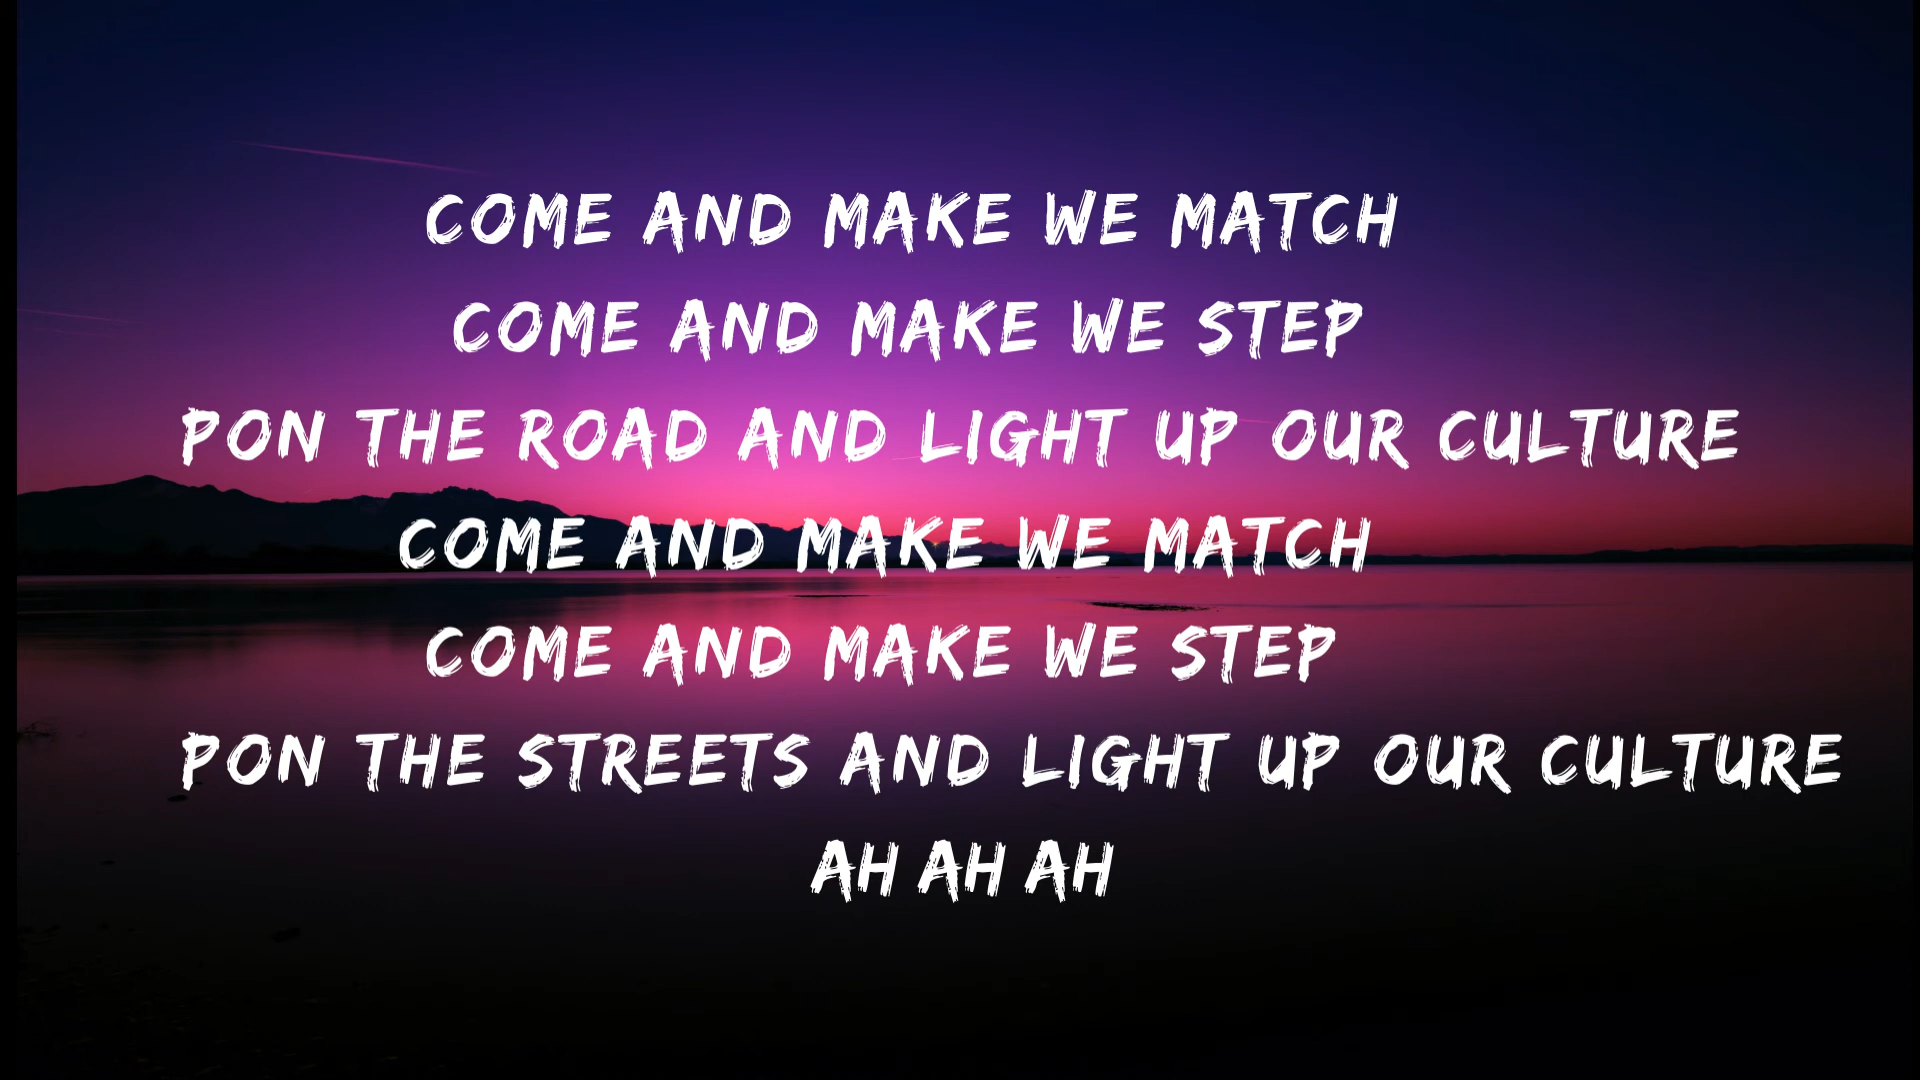 COME AND MAKE WE MATCH
COME AND MAKE WE STEP
PON THE ROAD AND LIGHT UP OUR CULTURE
COME AND MAKE WE MATCH
COME AND MAKE WE STEP
PON THE STREETS AND LIGHT UP OUR CULTURE
AH AH AH